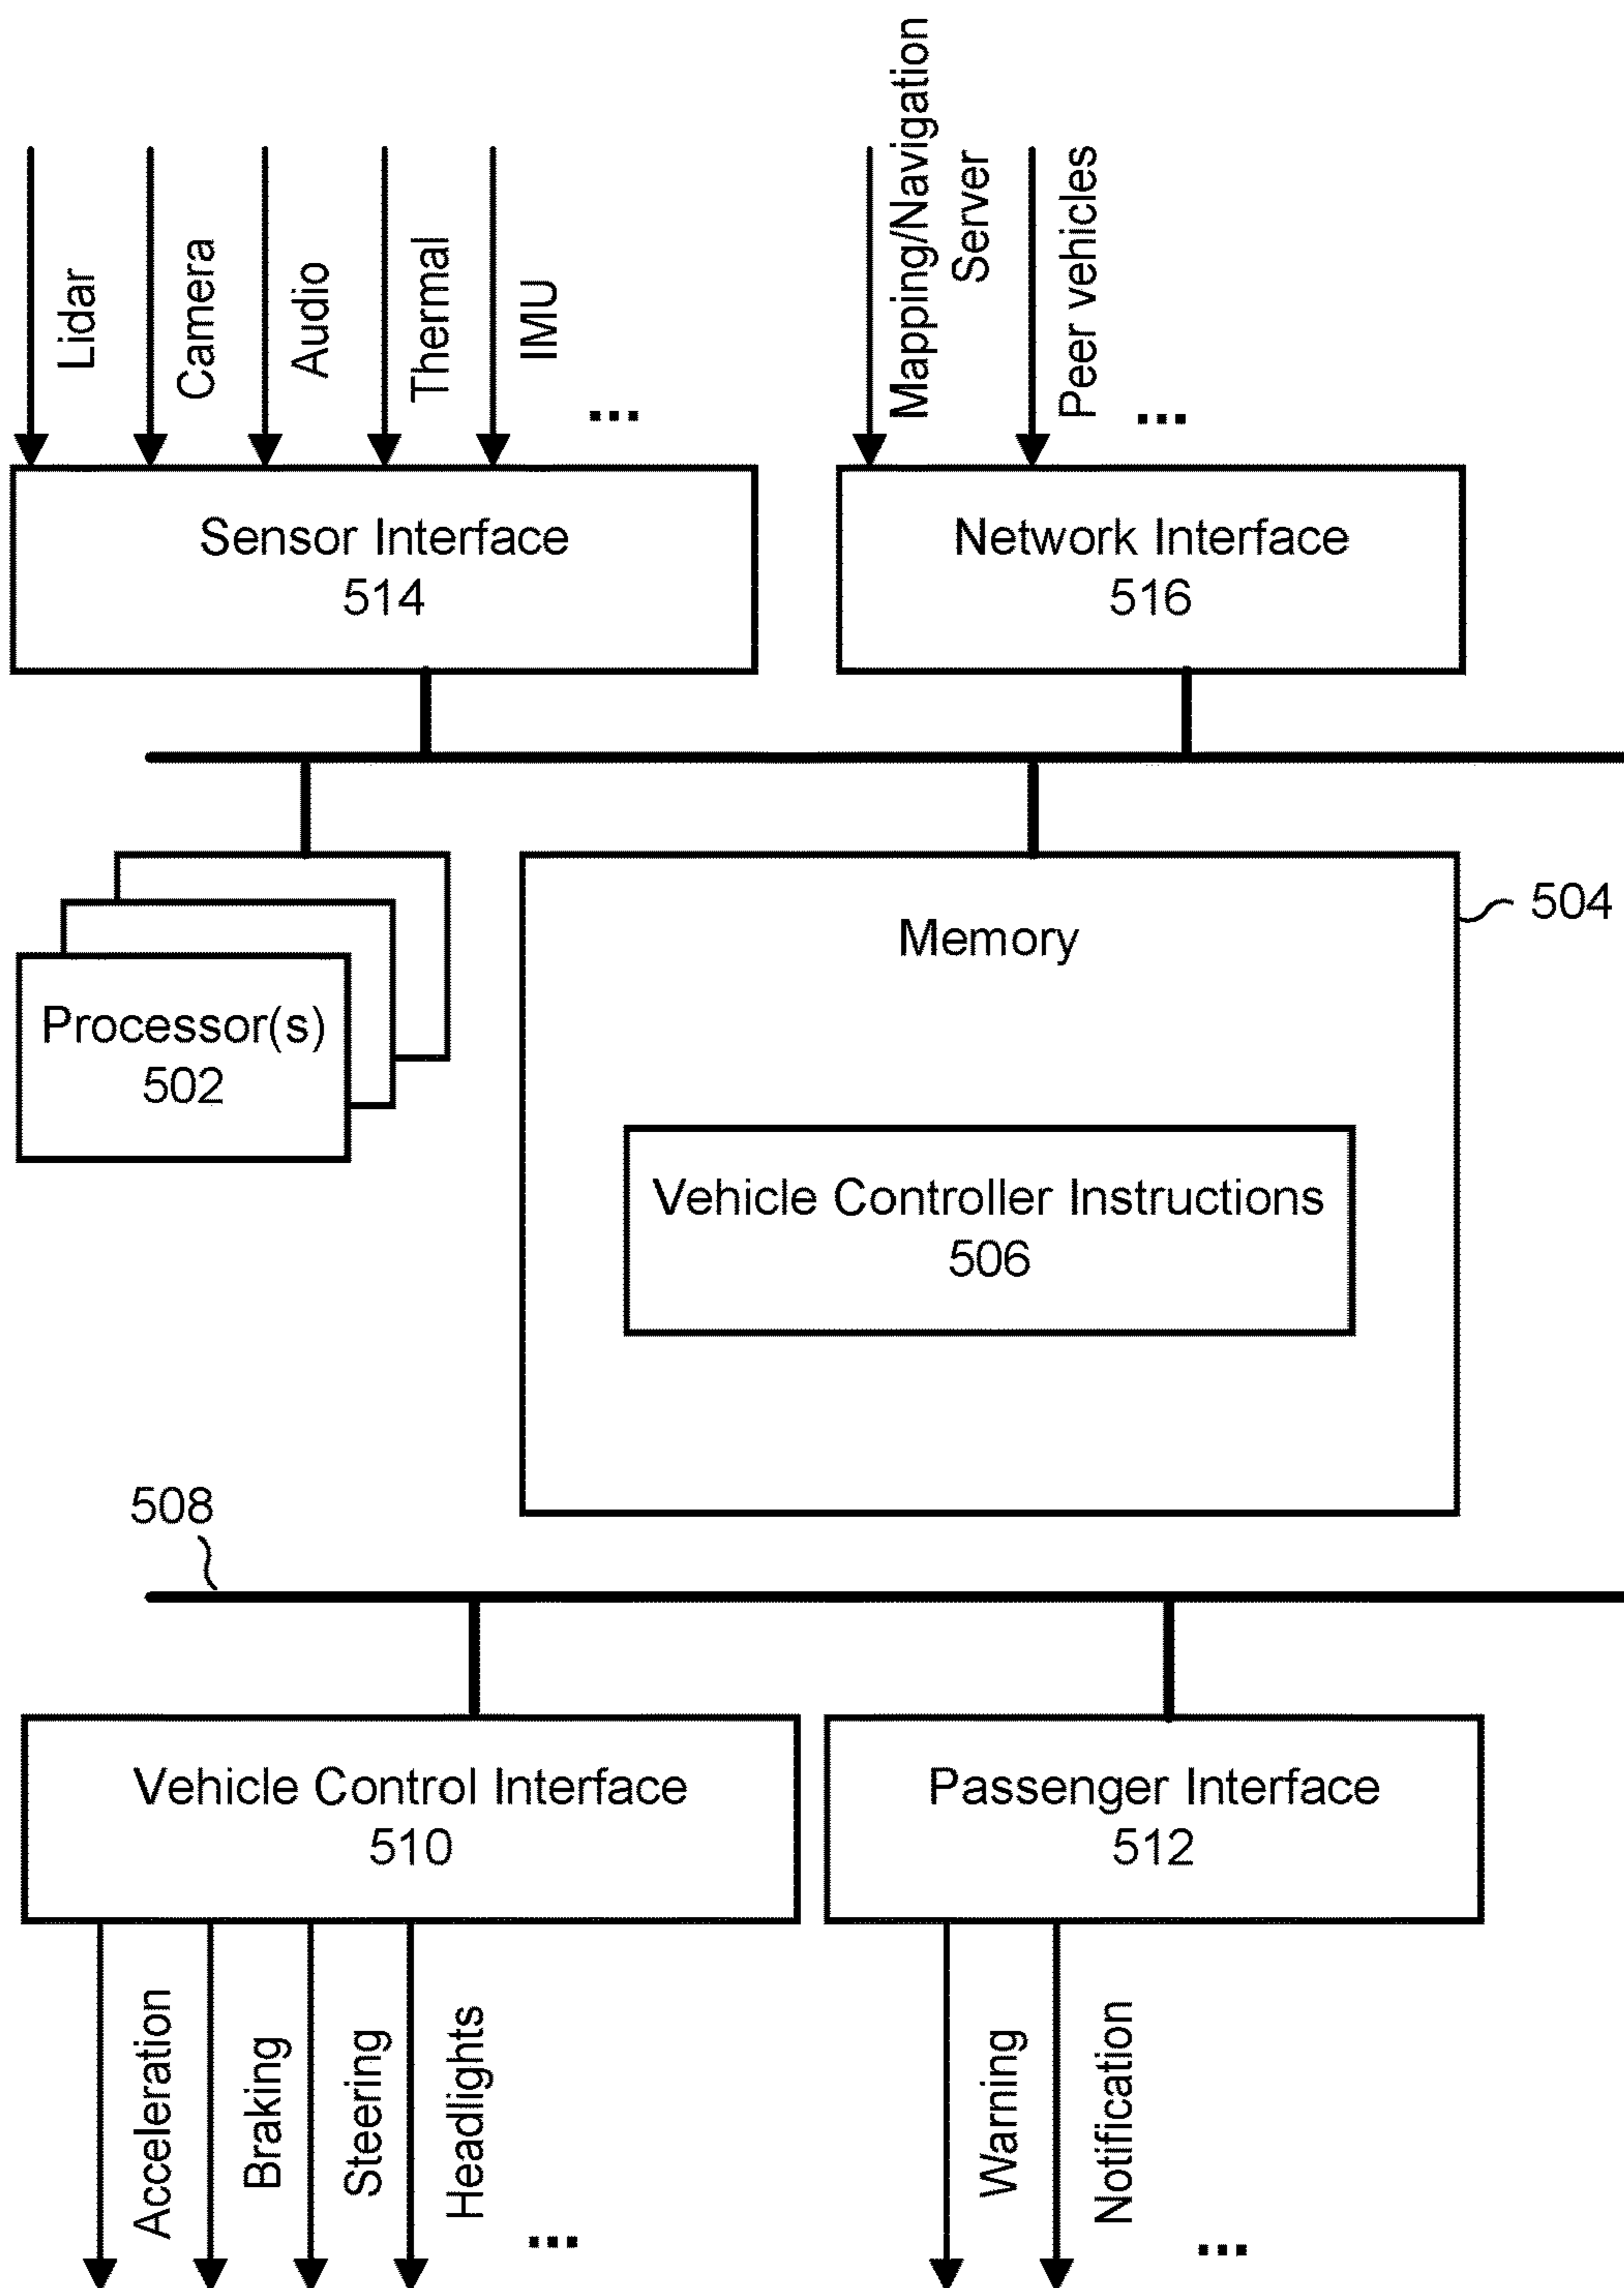 Lidar
Camera
Audio
Thermal
IMU
...
Mapping/Navigation
Server
Peer vehicles
...
Sensor Interface
514
Network Interface
516
Processor(s)
502
Memory
504
Vehicle Controller Instructions
506
508
Vehicle Control Interface
510
Passenger Interface
512
Acceleration
Braking
Steering
Headlights
...
Warning
Notification
...